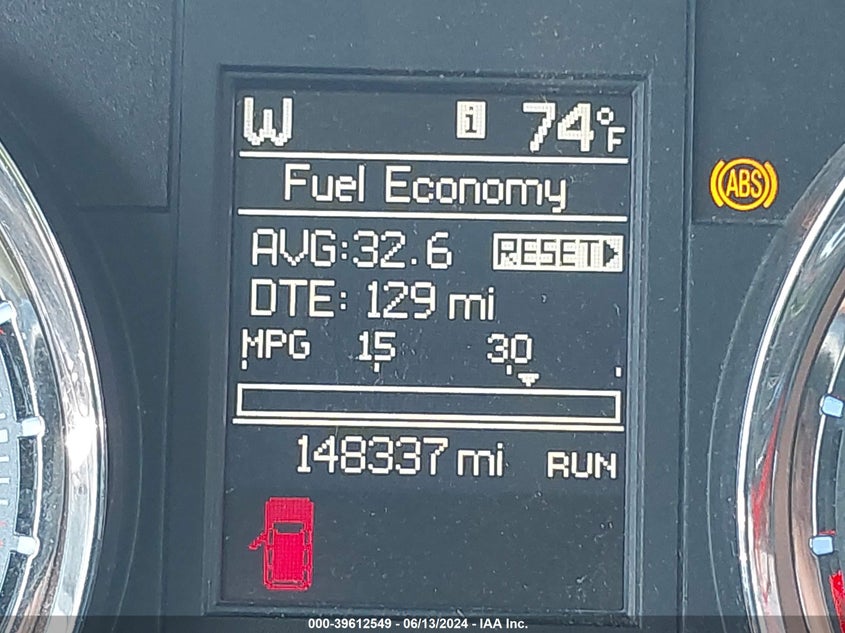 W i 74°F
ABS
Fuel Economy
AVG:32.6 RESET
DTE: 129 mi
MPG 15 30
148337 mi RUN
000-39612549 - 06/13/2024 - IAA Inc.